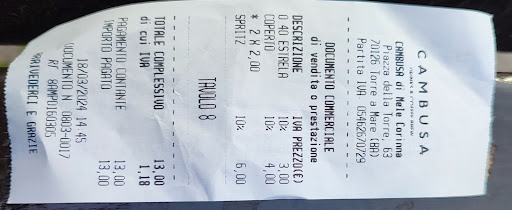 CAMBUSA
CAMBUSA di Mele Corinna
Piazza della Torre, 63
70126 Torre a Mare (BA)
Partita IVA 05462670729
DOCUMENTO COMMERCIALE
di vendita o prestazione
DESCRIZIONE IVA PREZZO(€)
0.40 ESTRELA 10% 3,00
COPERTO 10% 4,00
* 2 X 2,00
SPRITZ 10% 6,00
TAVOLO 8
TOTALE COMPLESSIVO 13,00
di cui IVA 1,18
PAGAMENTO CONTANTE 13,00
IMPORTO PAGATO 13,00
18/03/2024 14:45
DOCUMENTO N. 0803-0017
RT 8AMP0160305
ARRIVEDERCI E GRAZIE